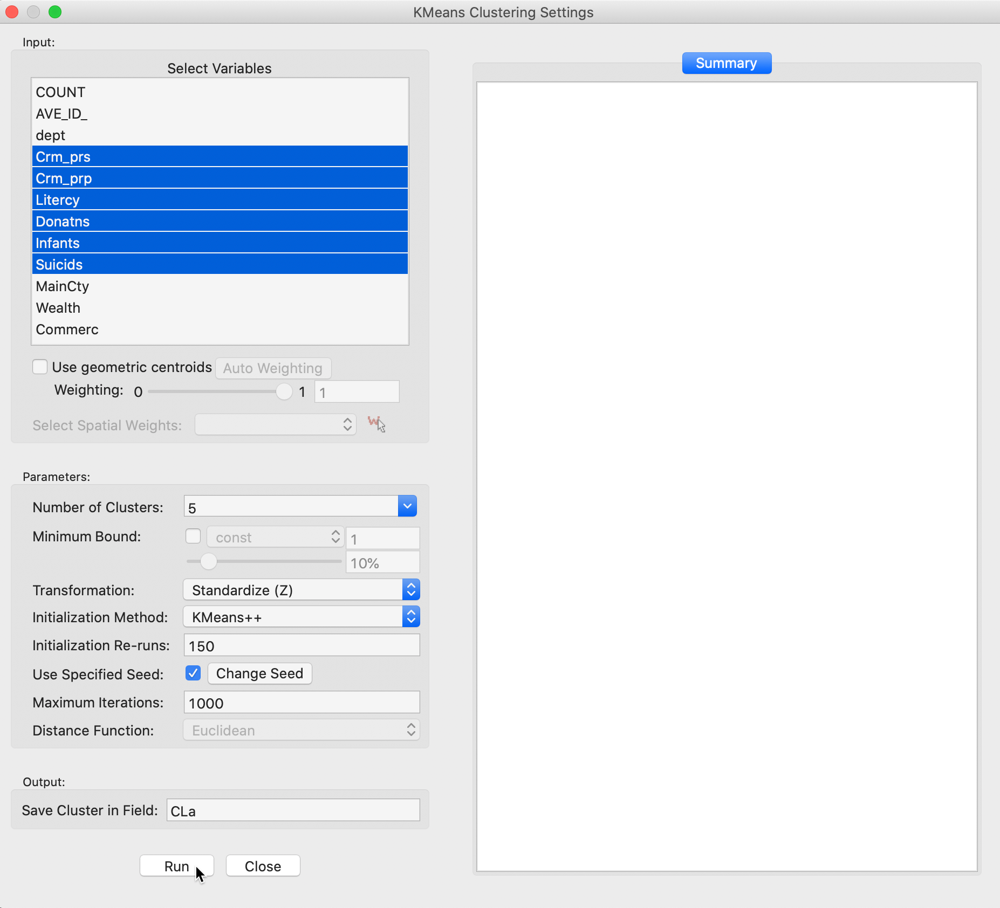 KMeans Clustering Settings
Input:
Select Variables
COUNT
AVE_ID_
dept
Crm_prs
Crm_prp
Litercy
Donatns
Infants
Suicids
MainCty
Wealth
Commerc
Use geometric centroids Auto Weighting
Weighting: 0 1 1
Select Spatial Weights: W
Parameters:
Number of Clusters: 5
Minimum Bound: const 1
10%
Transformation: Standardize (Z)
Initialization Method: KMeans++
Initialization Re-runs: 150
Use Specified Seed: Change Seed
Maximum Iterations: 1000
Distance Function: Euclidean
Output:
Save Cluster in Field: CLa
Run Close
Summary